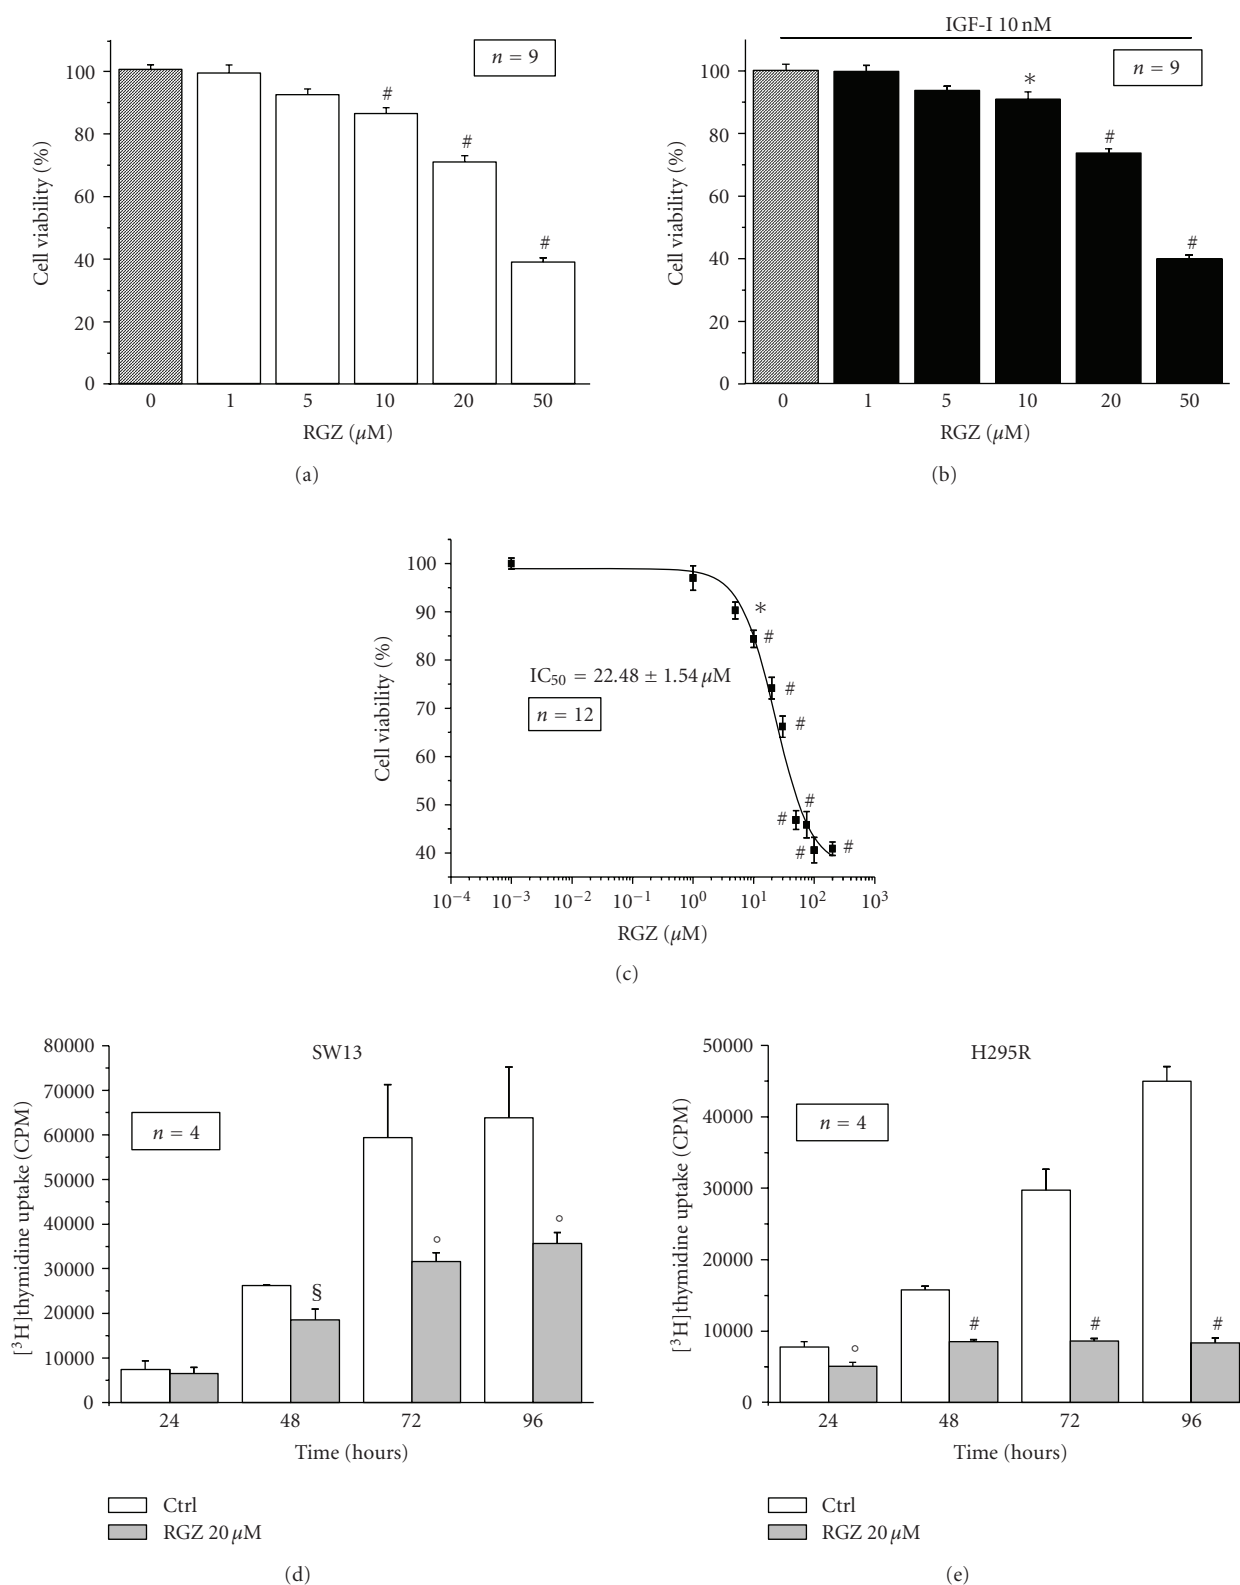 n = 9
#
#
#
Cell viability (%)
100
80
60
40
20
0
0 1 5 10 20 50
RGZ (μM)
(a)
IGF-I 10 nM
n = 9
*
#
#
Cell viability (%)
100
80
60
40
20
0
0 1 5 10 20 50
RGZ (μM)
(b)
Cell viability (%)
100
90
80
70
60
50
40
*
#
#
#
IC₅₀ = 22.48 ± 1.54 μM
n = 12
#
#
#
#
10⁻⁴ 10⁻³ 10⁻² 10⁻¹ 10⁰ 10¹ 10² 10³
RGZ (μM)
(c)
SW13
n = 4
[³H]thymidine uptake (CPM)
80000
70000
60000
50000
40000
30000
20000
10000
0
§
°
°
24 48 72 96
Time (hours)
Ctrl
RGZ 20 μM
(d)
H295R
n = 4
[³H]thymidine uptake (CPM)
50000
40000
30000
20000
10000
0
°
#
#
#
24 48 72 96
Time (hours)
Ctrl
RGZ 20 μM
(e)